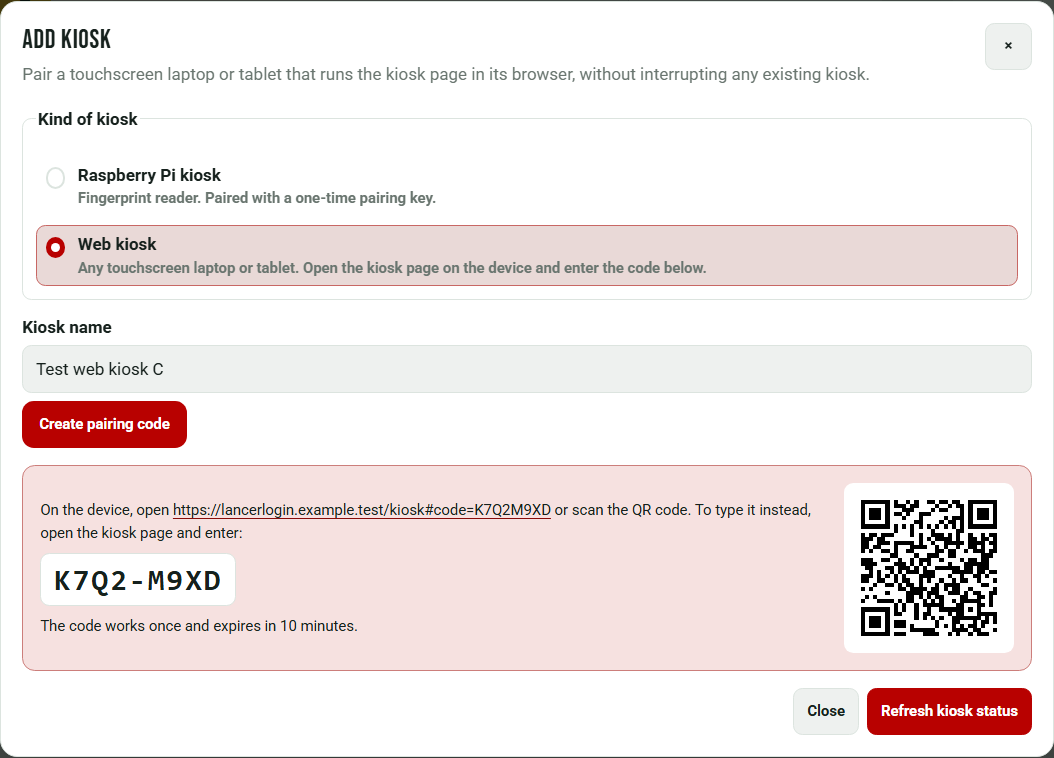 ADD KIOSK
×
Pair a touchscreen laptop or tablet that runs the kiosk page in its browser, without interrupting any existing kiosk.
Kind of kiosk
Raspberry Pi kiosk
Fingerprint reader. Paired with a one-time pairing key.
Web kiosk
Any touchscreen laptop or tablet. Open the kiosk page on the device and enter the code below.
Kiosk name
Test web kiosk C
Create pairing code
On the device, open https://lancerlogin.example.test/kiosk#code=K7Q2M9XD or scan the QR code. To type it instead,
open the kiosk page and enter:
K7Q2-M9XD
The code works once and expires in 10 minutes.
Close
Refresh kiosk status